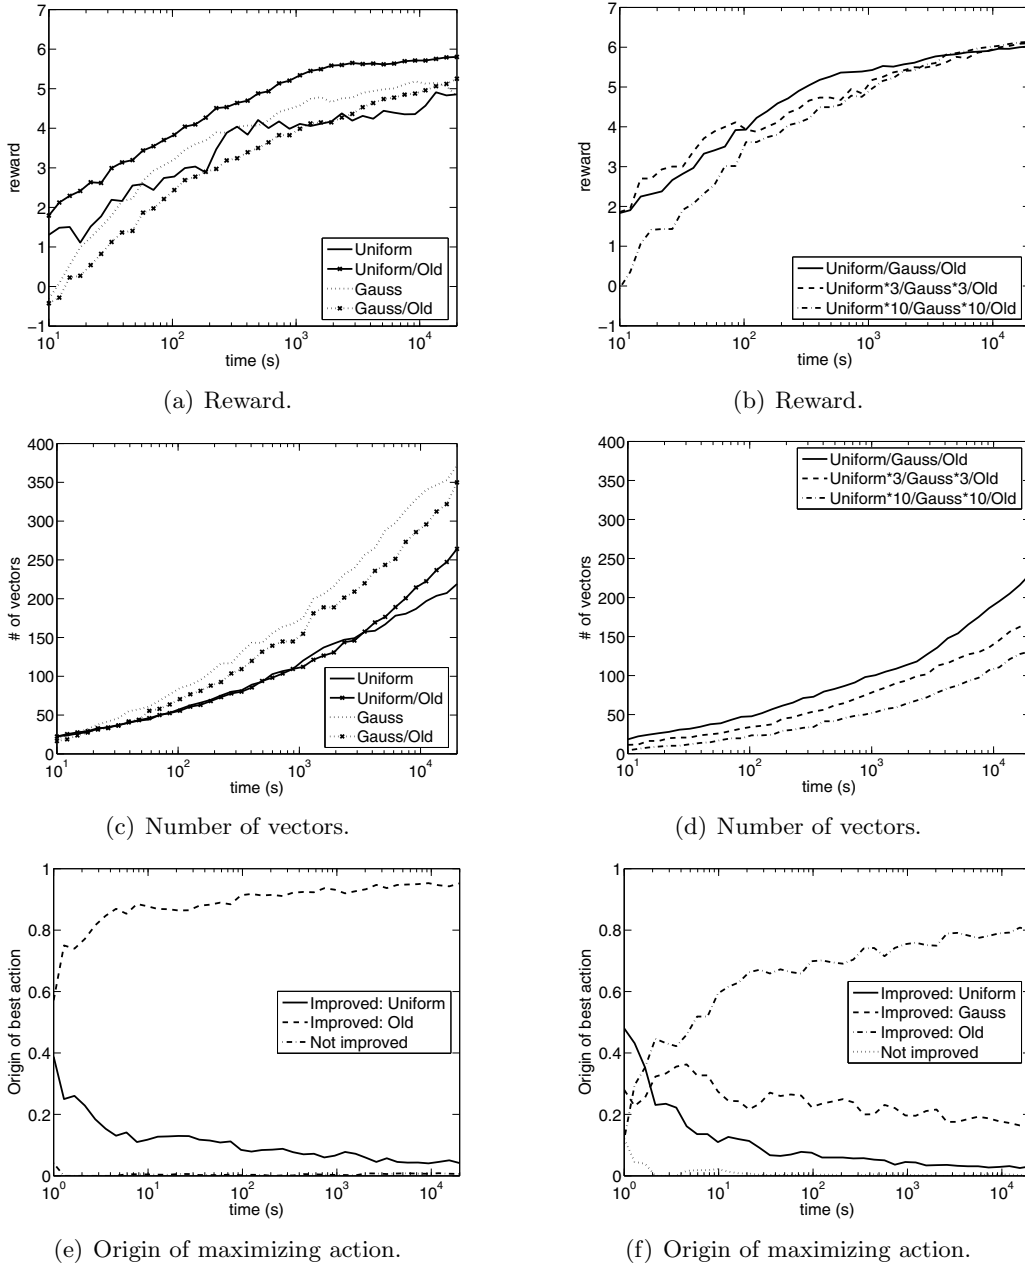 7
6
5
4
3
2
1
0
−1
reward
10^1
10^2
10^3
10^4
time (s)
Uniform
Uniform/Old
Gauss
Gauss/Old
(a) Reward.
7
6
5
4
3
2
1
0
−1
reward
10^1
10^2
10^3
10^4
time (s)
Uniform/Gauss/Old
Uniform*3/Gauss*3/Old
Uniform*10/Gauss*10/Old
(b) Reward.
400
350
300
250
200
150
100
50
0
# of vectors
10^1
10^2
10^3
10^4
time (s)
Uniform
Uniform/Old
Gauss
Gauss/Old
(c) Number of vectors.
400
350
300
250
200
150
100
50
0
# of vectors
10^1
10^2
10^3
10^4
time (s)
Uniform/Gauss/Old
Uniform*3/Gauss*3/Old
Uniform*10/Gauss*10/Old
(d) Number of vectors.
1
0.8
0.6
0.4
0.2
0
Origin of best action
10^0
10^1
10^2
10^3
10^4
time (s)
Improved: Uniform
Improved: Old
Not improved
(e) Origin of maximizing action.
1
0.8
0.6
0.4
0.2
0
Origin of best action
10^0
10^1
10^2
10^3
10^4
time (s)
Improved: Uniform
Improved: Gauss
Improved: Old
Not improved
(f) Origin of maximizing action.